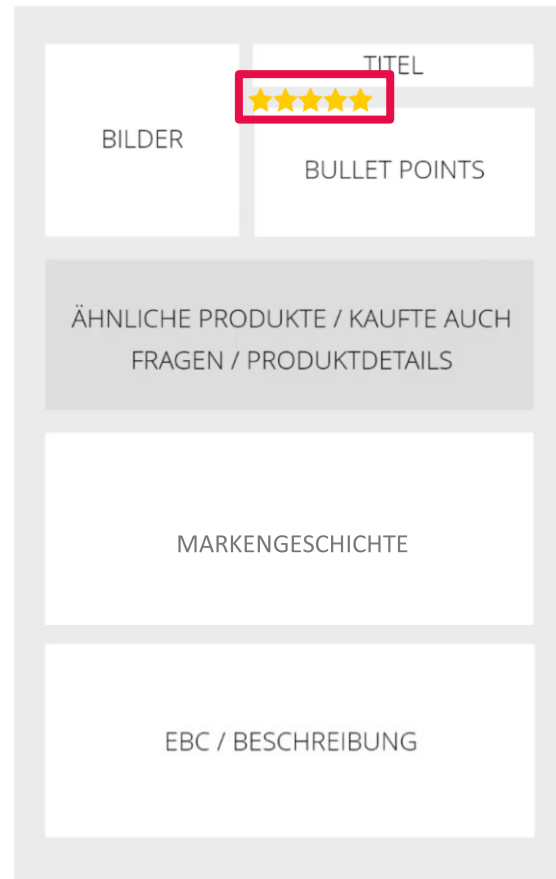 TITEL
BILDER
BULLET POINTS
ÄHNLICHE PRODUKTE / KAUFTE AUCH
FRAGEN / PRODUKTDETAILS
MARKENGESCHICHTE
EBC / BESCHREIBUNG